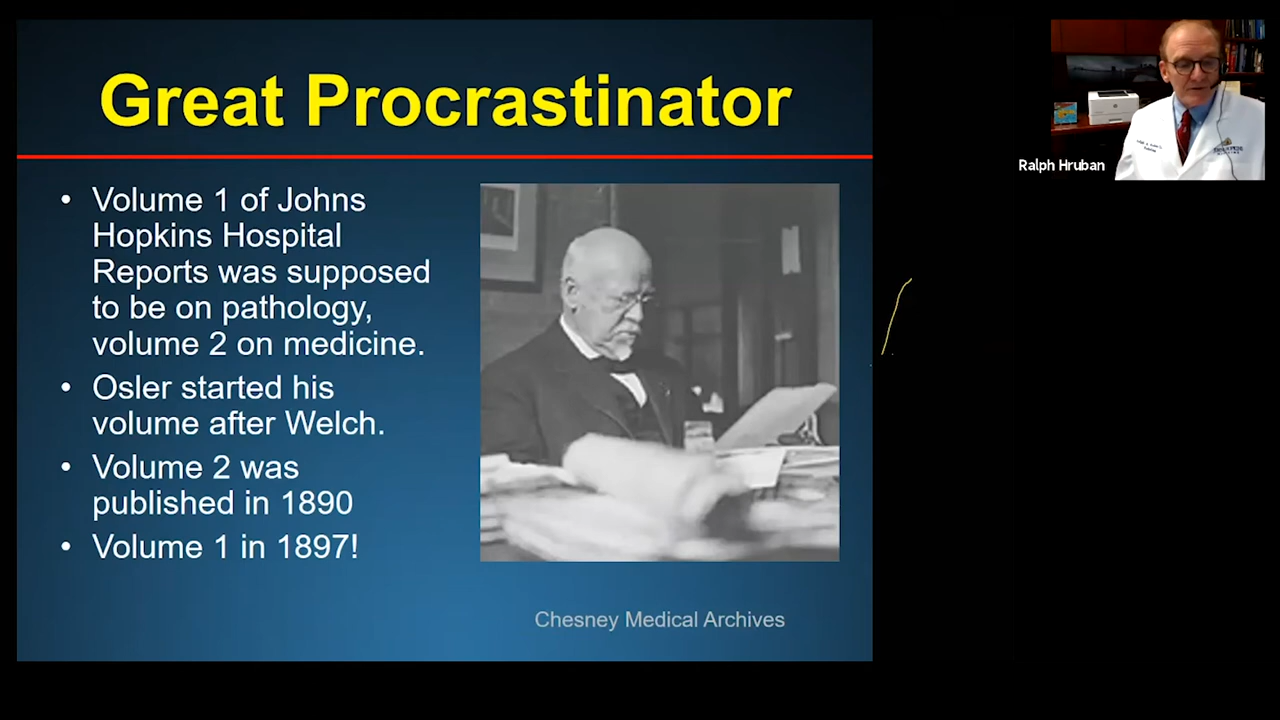 Great Procrastinator
• Volume 1 of Johns
Hopkins Hospital
Reports was supposed
to be on pathology,
volume 2 on medicine.
• Osler started his
volume after Welch.
• Volume 2 was
published in 1890
• Volume 1 in 1897!
Chesney Medical Archives
Ralph Hruban